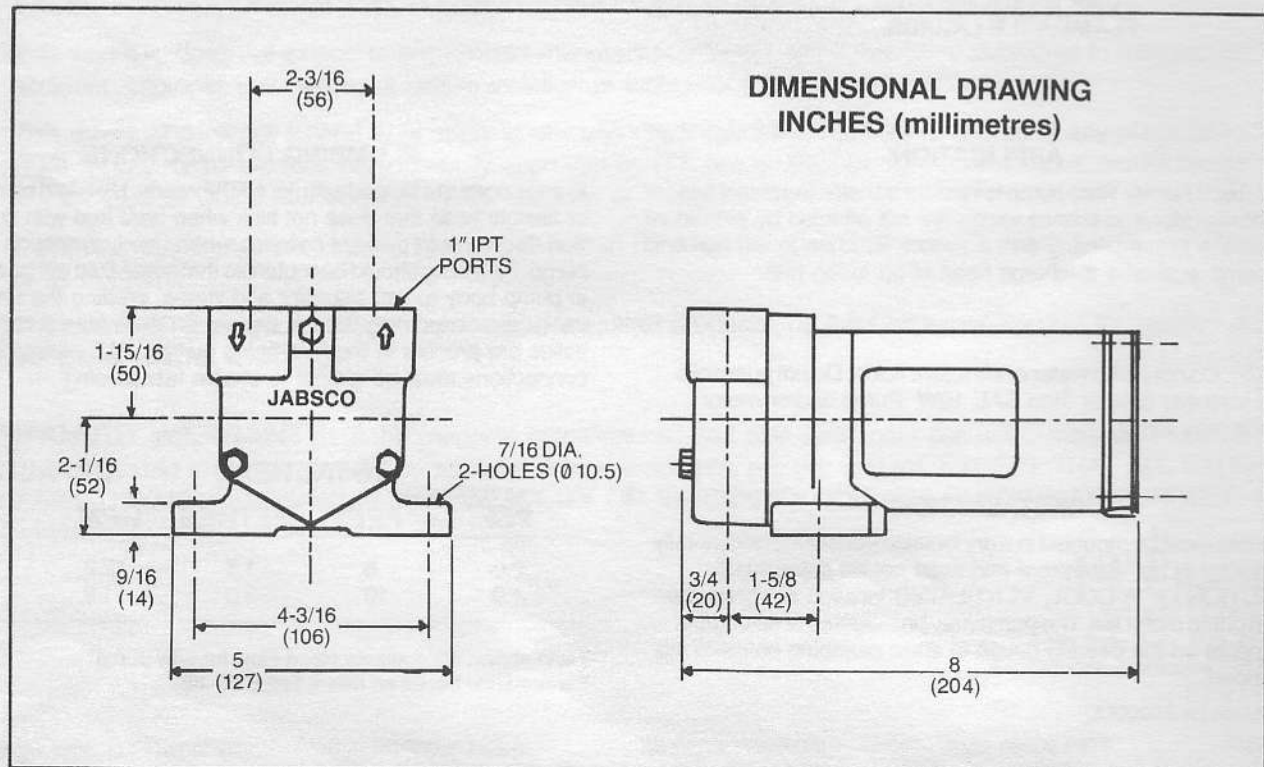 DIMENSIONAL DRAWING
INCHES (millimetres)
2-3/16
(56)
1" IPT
PORTS
1-15/16
(50)
JABSCO
2-1/16
(52)
7/16 DIA.
2-HOLES (Ø 10.5)
9/16
(14)
4-3/16
(106)
5
(127)
3/4
(20)
1-5/8
(42)
8
(204)